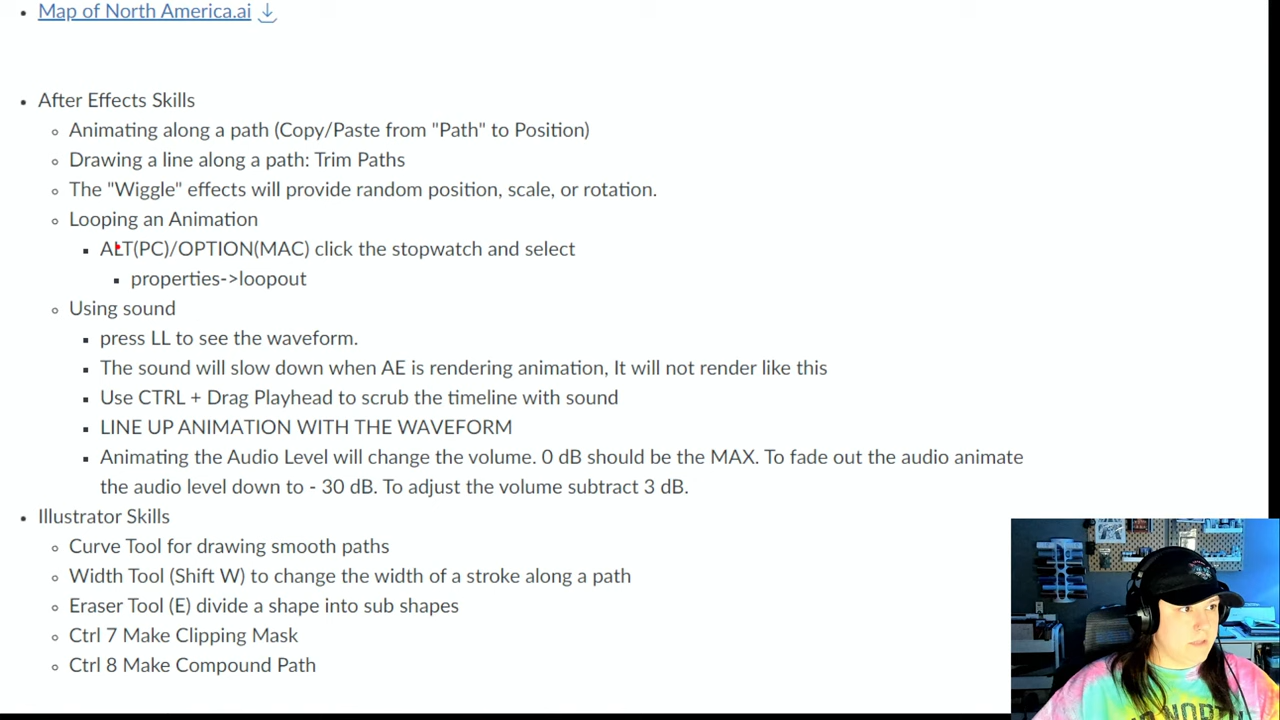 Map of North America.ai
After Effects Skills
Animating along a path (Copy/Paste from "Path" to Position)
Drawing a line along a path: Trim Paths
The "Wiggle" effects will provide random position, scale, or rotation.
Looping an Animation
ALT(PC)/OPTION(MAC) click the stopwatch and select
properties->loopout
Using sound
press LL to see the waveform.
The sound will slow down when AE is rendering animation, It will not render like this
Use CTRL + Drag Playhead to scrub the timeline with sound
LINE UP ANIMATION WITH THE WAVEFORM
Animating the Audio Level will change the volume. 0 dB should be the MAX. To fade out the audio animate
the audio level down to - 30 dB. To adjust the volume subtract 3 dB.
Illustrator Skills
Curve Tool for drawing smooth paths
Width Tool (Shift W) to change the width of a stroke along a path
Eraser Tool (E) divide a shape into sub shapes
Ctrl 7 Make Clipping Mask
Ctrl 8 Make Compound Path